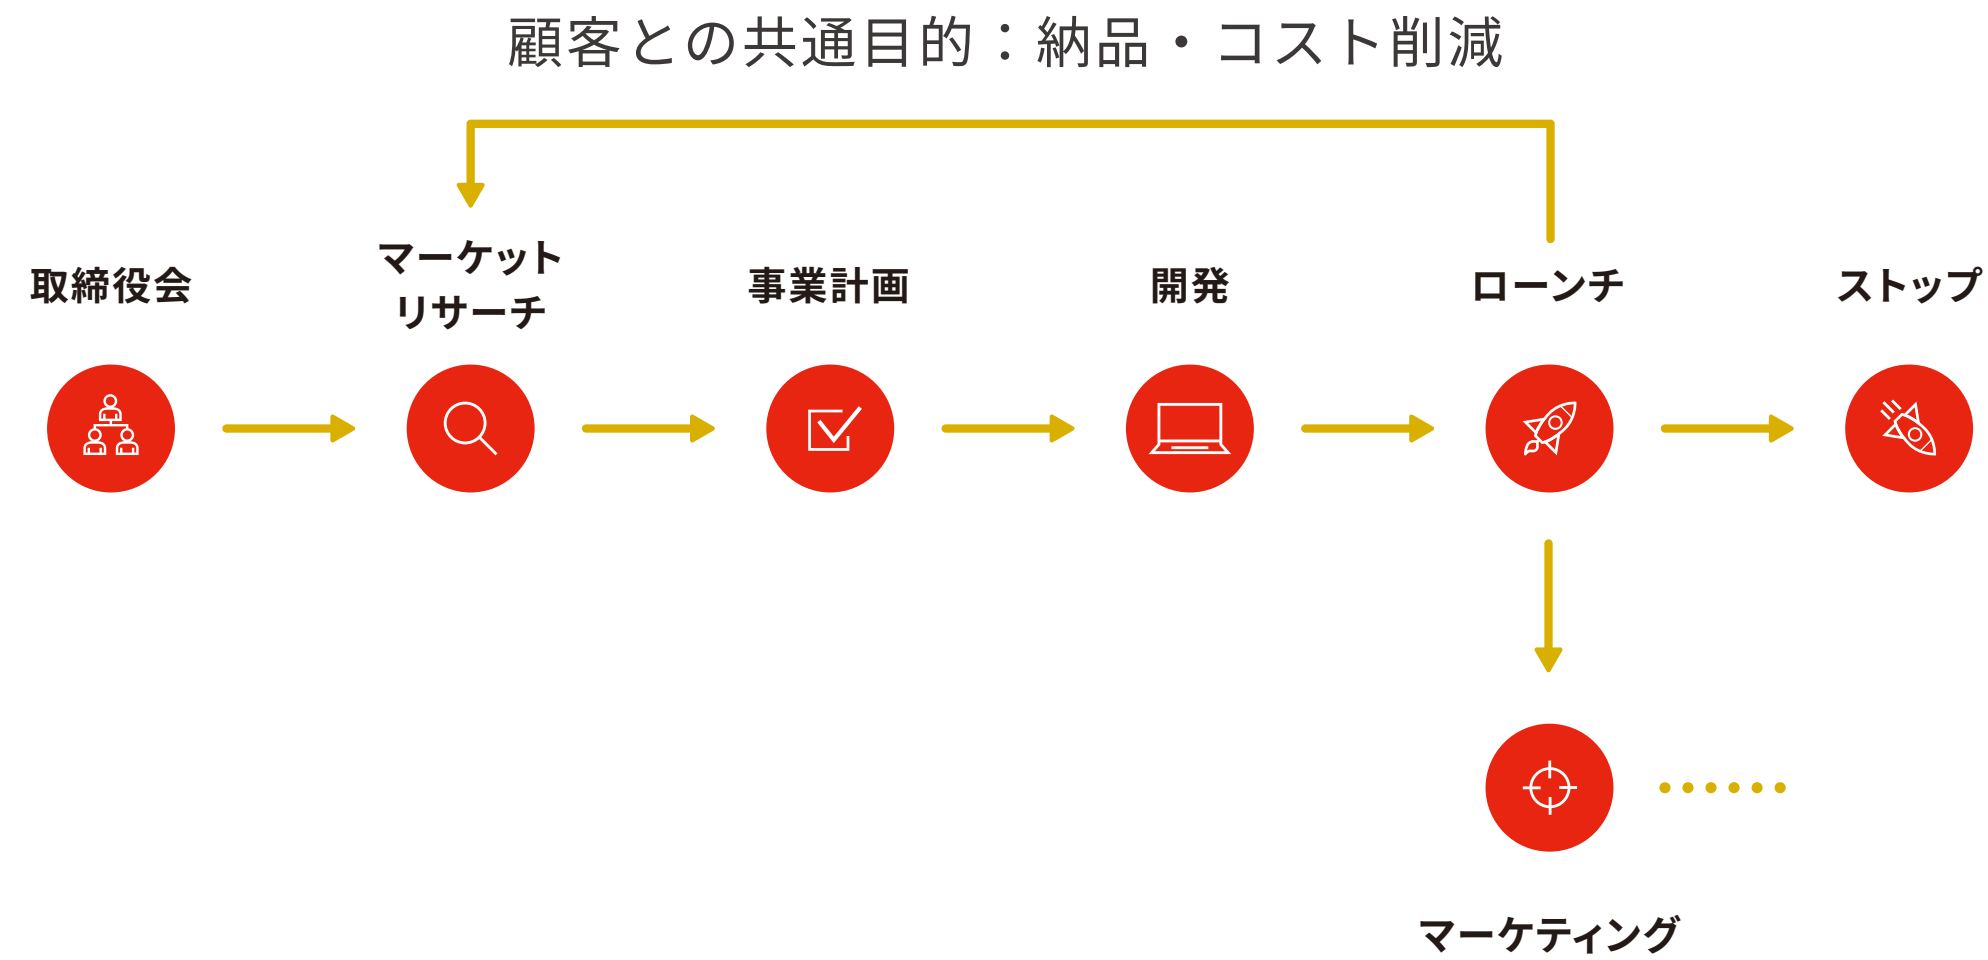 顧客との共通目的：納品・コスト削減
取締役会
マーケット
リサーチ
事業計画
開発
ローンチ
ストップ
マーケティング